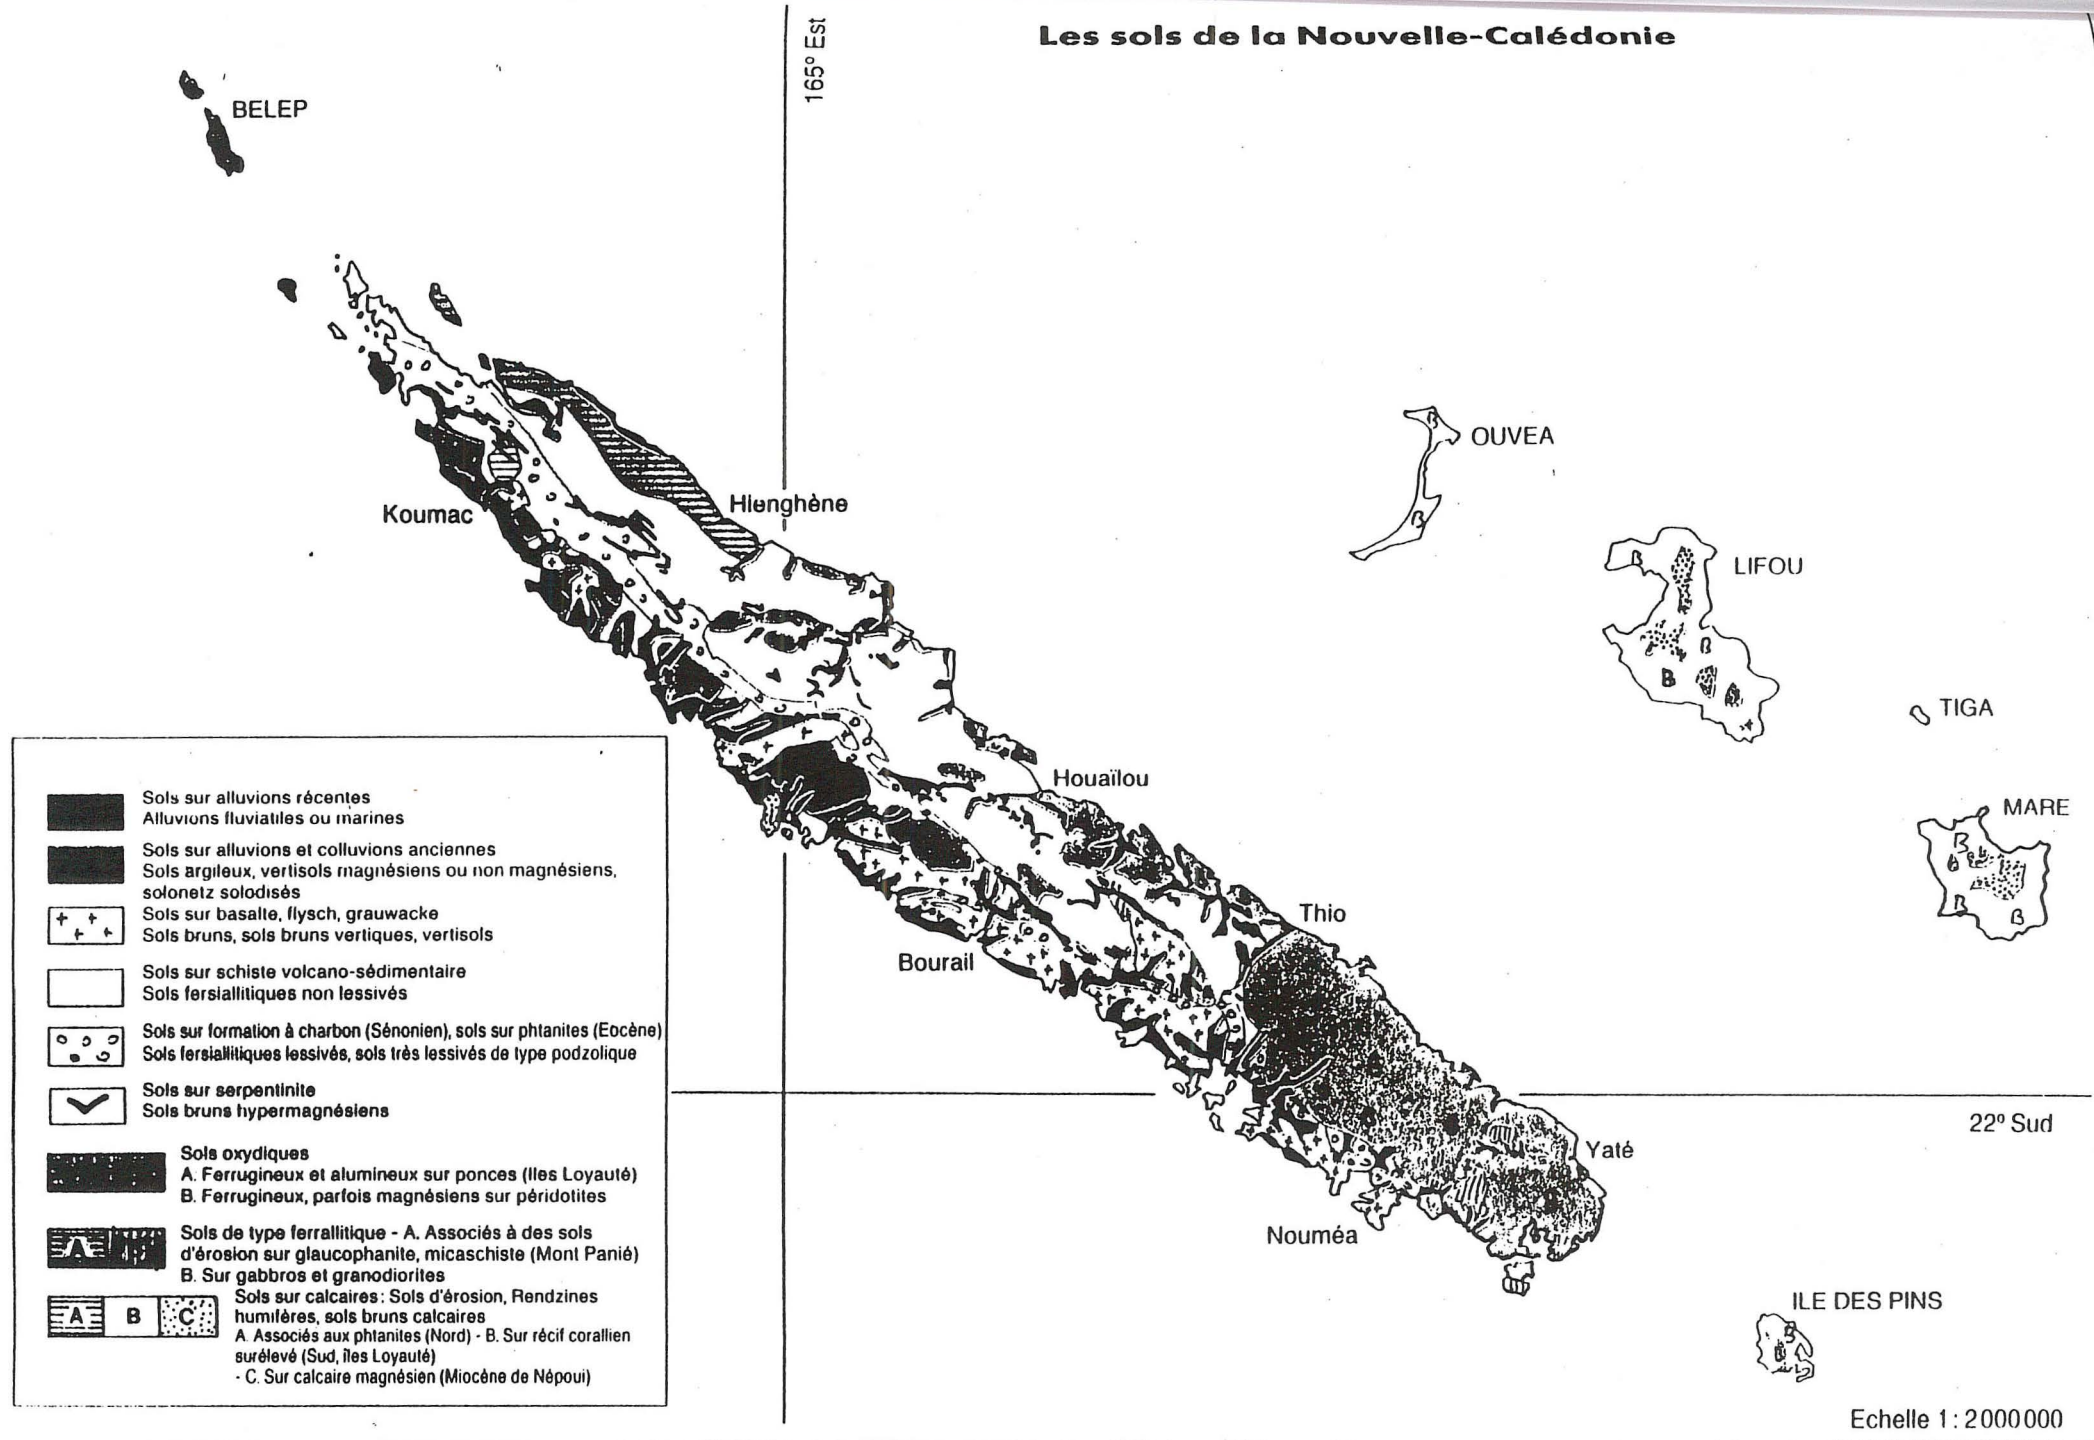 Les sols de la Nouvelle-Calédonie
165° Est
BELEP
OUVEA
B
B
Hienghène
Koumac
LIFOU
B
B
B
TIGA
Houaïlou
MARE
B
B
B
Thio
Bourail
22° Sud
Yaté
Nouméa
ILE DES PINS
B
B
Echelle 1 : 2000000
Sols sur alluvions récentes
Alluvions fluviatiles ou marines
Sols sur alluvions et colluvions anciennes
Sols argileux, vertisols magnésiens ou non magnésiens,
solonetz solodisés
Sols sur basalte, flysch, grauwacke
Sols bruns, sols bruns vertiques, vertisols
Sols sur schiste volcano-sédimentaire
Sols fersiallitiques non lessivés
Sols sur formation à charbon (Sénonien), sols sur phtanites (Eocène)
Sols fersiallitiques lessivés, sols très lessivés de type podzolique
Sols sur serpentinite
Sols bruns hypermagnésiens
Sols oxydiques
A. Ferrugineux et alumineux sur ponces (Iles Loyauté)
B. Ferrugineux, parfois magnésiens sur péridotites
A
Sols de type ferrallitique - A. Associés à des sols
d'érosion sur glaucophanite, micaschiste (Mont Panié)
B. Sur gabbros et granodiorites
A B C
Sols sur calcaires : Sols d'érosion, Rendzines
humifères, sols bruns calcaires
A. Associés aux phtanites (Nord) - B. Sur récif corallien
surélevé (Sud, îles Loyauté)
- C. Sur calcaire magnésien (Miocène de Népoui)